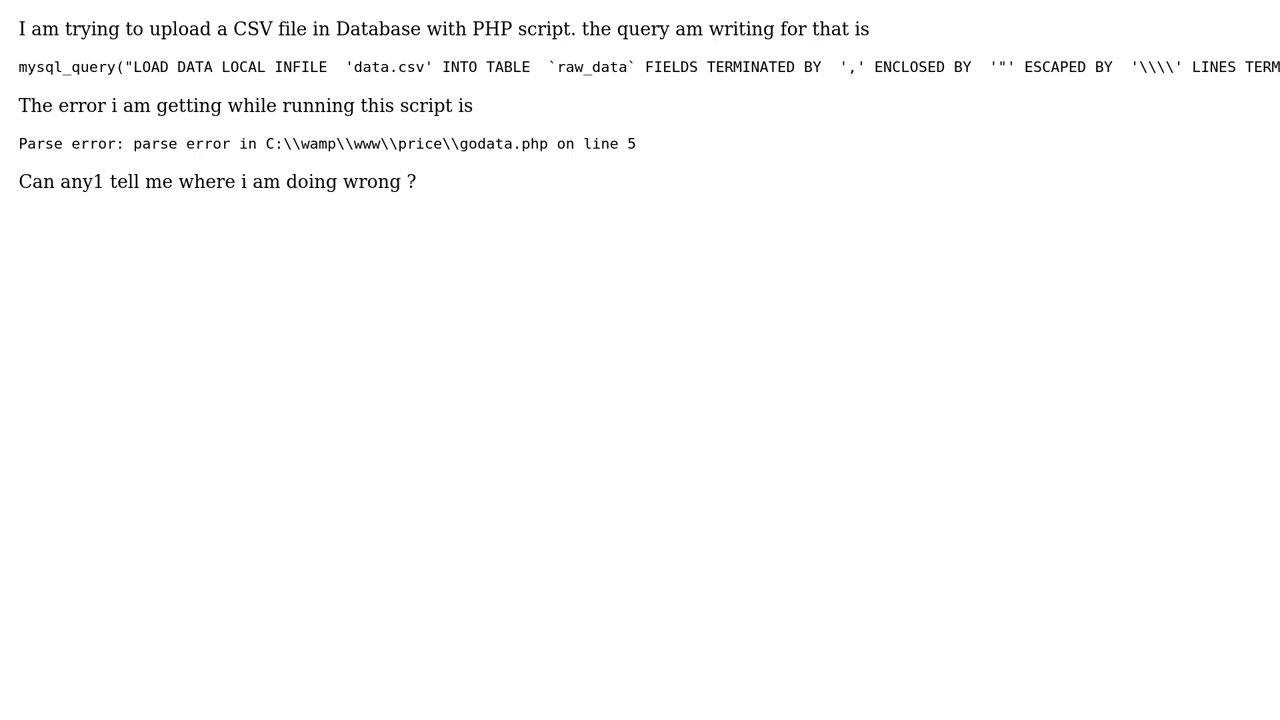 I am trying to upload a CSV file in Database with PHP script. the query am writing for that is
mysql_query("LOAD DATA LOCAL INFILE  'data.csv' INTO TABLE  `raw_data` FIELDS TERMINATED BY  ',' ENCLOSED BY  '"' ESCAPED BY  '\\\\' LINES TERM
The error i am getting while running this script is
Parse error: parse error in C:\\wamp\\www\\price\\godata.php on line 5
Can any1 tell me where i am doing wrong ?